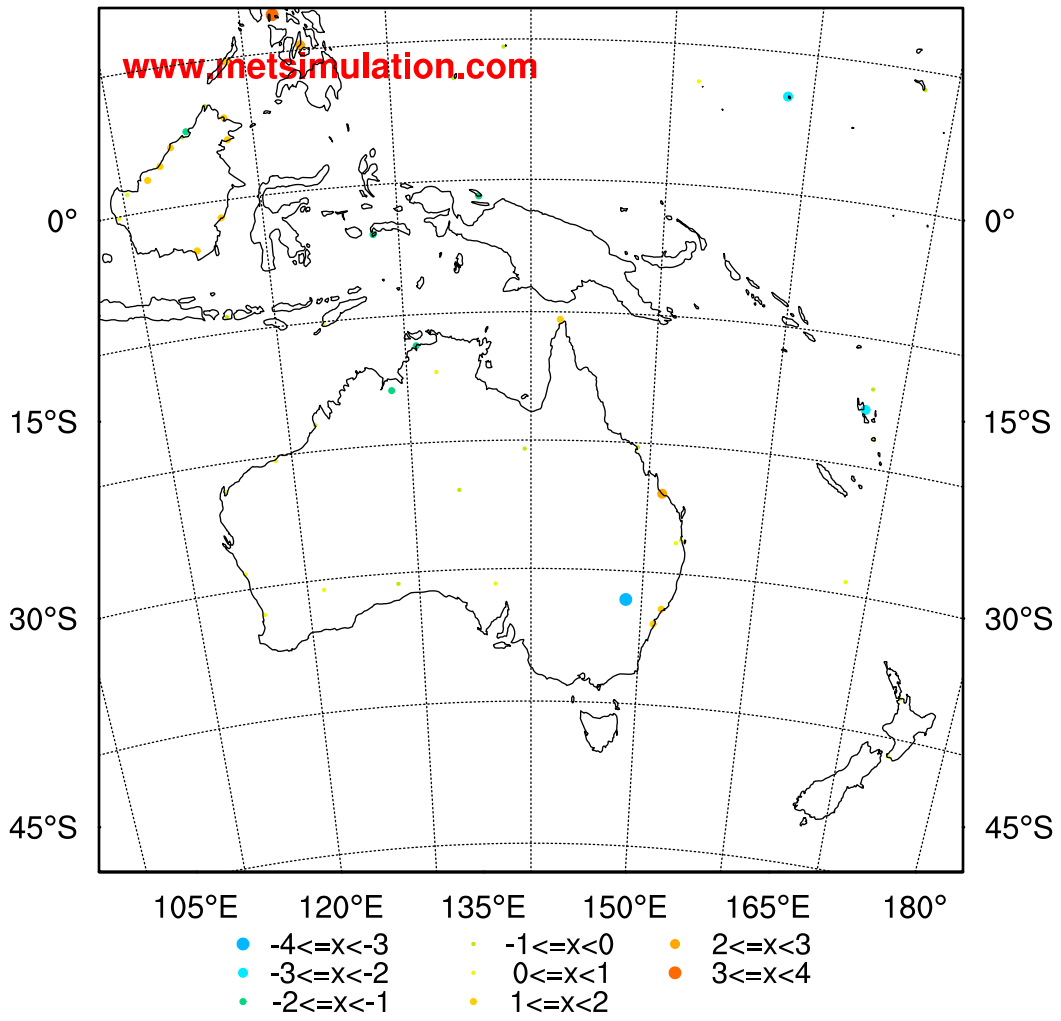 www.metsimulation.com
0° 0°
15°S 15°S
30°S 30°S
45°S 45°S
105°E 120°E 135°E 150°E 165°E 180°
-4<=x<-3 -1<=x<0 2<=x<3
-3<=x<-2 0<=x<1 3<=x<4
-2<=x<-1 1<=x<2